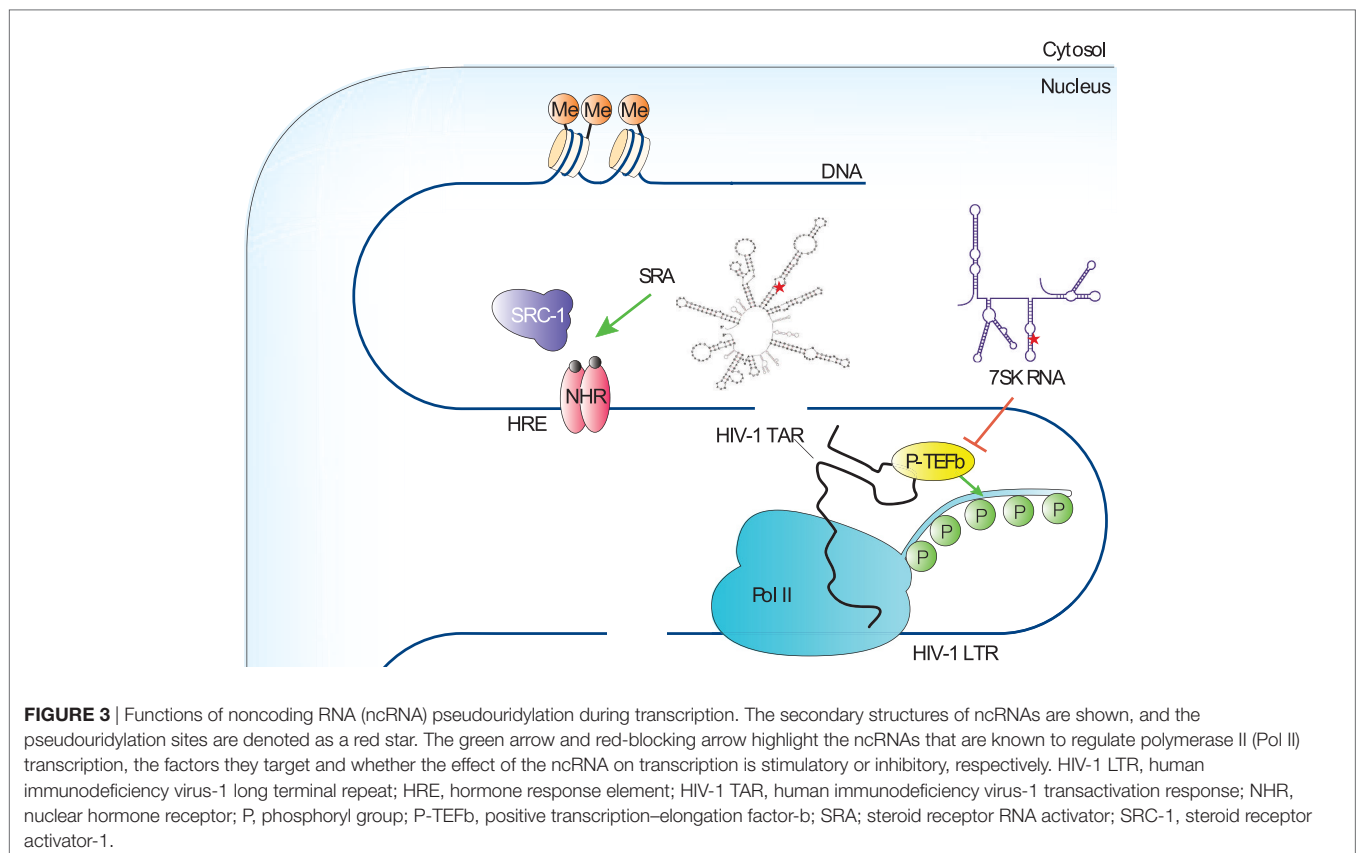 Cytosol
Nucleus
Me Me Me
DNA
SRA
SRC-1
7SK RNA
NHR
HRE
HIV-1 TAR
P-TEFb
P P P P P
Pol II
HIV-1 LTR
FIGURE 3 | Functions of noncoding RNA (ncRNA) pseudouridylation during transcription. The secondary structures of ncRNAs are shown, and the
pseudouridylation sites are denoted as a red star. The green arrow and red-blocking arrow highlight the ncRNAs that are known to regulate polymerase II (Pol II)
transcription, the factors they target and whether the effect of the ncRNA on transcription is stimulatory or inhibitory, respectively. HIV-1 LTR, human
immunodeficiency virus-1 long terminal repeat; HRE, hormone response element; HIV-1 TAR, human immunodeficiency virus-1 transactivation response; NHR,
nuclear hormone receptor; P, phosphoryl group; P-TEFb, positive transcription–elongation factor-b; SRA; steroid receptor RNA activator; SRC-1, steroid receptor
activator-1.